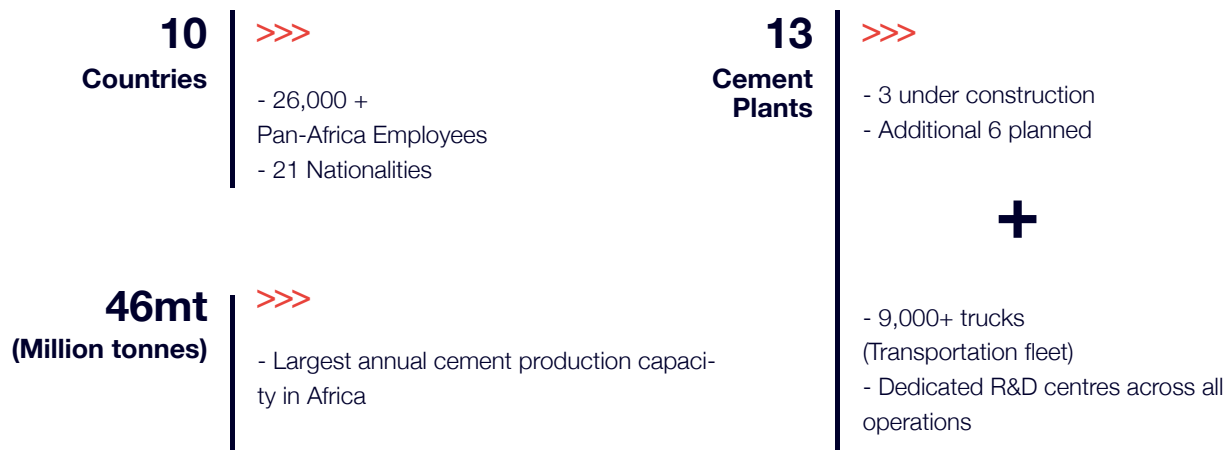 10
Countries
>>>
- 26,000 +
Pan-Africa Employees
- 21 Nationalities
46mt
(Million tonnes)
>>>
- Largest annual cement production capaci-
ty in Africa
13
Cement
Plants
>>>
- 3 under construction
- Additional 6 planned
+
- 9,000+ trucks
(Transportation fleet)
- Dedicated R&D centres across all
operations